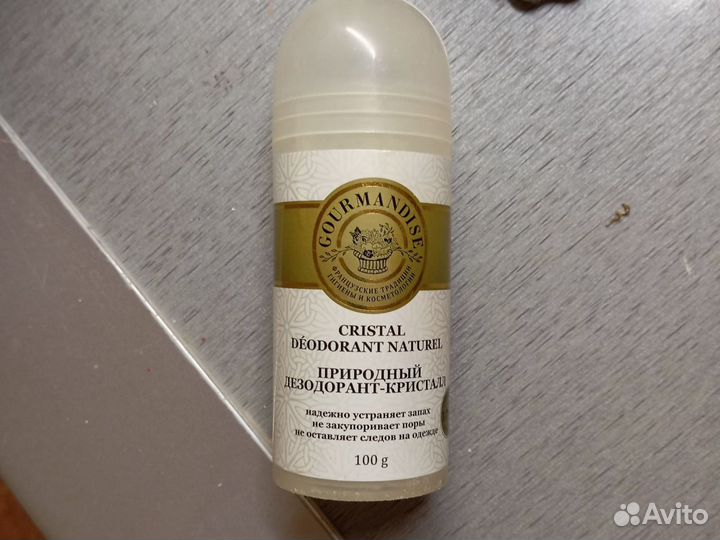 GOURMANDISE
ФРАНЦУЗСКИЕ ТРАДИЦИИ
ГИГИЕНЫ И КОСМЕТОЛОГИИ
CRISTAL
DÉODORANT NATUREL
ПРИРОДНЫЙ
ДЕЗОДОРАНТ-КРИСТАЛЛ
надежно устраняет запах
не закупоривает поры
не оставляет следов на одежде
100 g
Avito